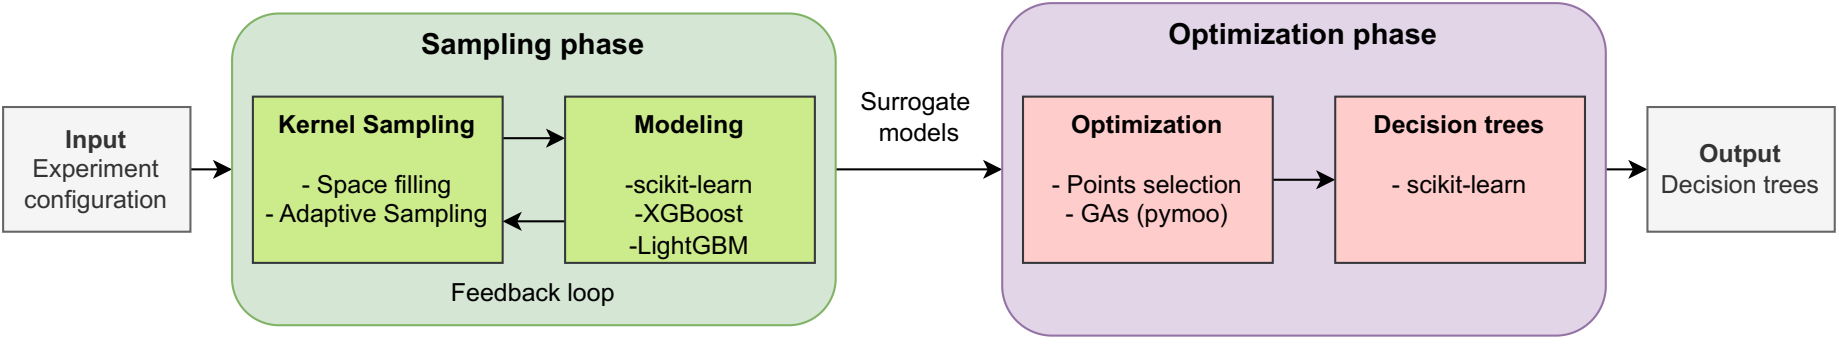 Input
Experiment
configuration
Sampling phase
Kernel Sampling
- Space filling
- Adaptive Sampling
Modeling
-scikit-learn
-XGBoost
-LightGBM
Feedback loop
Surrogate
models
Optimization phase
Optimization
- Points selection
- GAs (pymoo)
Decision trees
- scikit-learn
Output
Decision trees